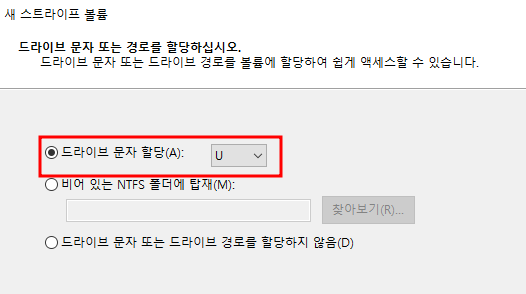 새 스트라이프 볼륨
드라이브 문자 또는 경로를 할당하십시오.
드라이브 문자 또는 드라이브 경로를 볼륨에 할당하여 쉽게 액세스할 수 있습니다.
드라이브 문자 할당(A): U
비어 있는 NTFS 폴더에 탑재(M):
찾아보기(R)...
드라이브 문자 또는 드라이브 경로를 할당하지 않음(D)